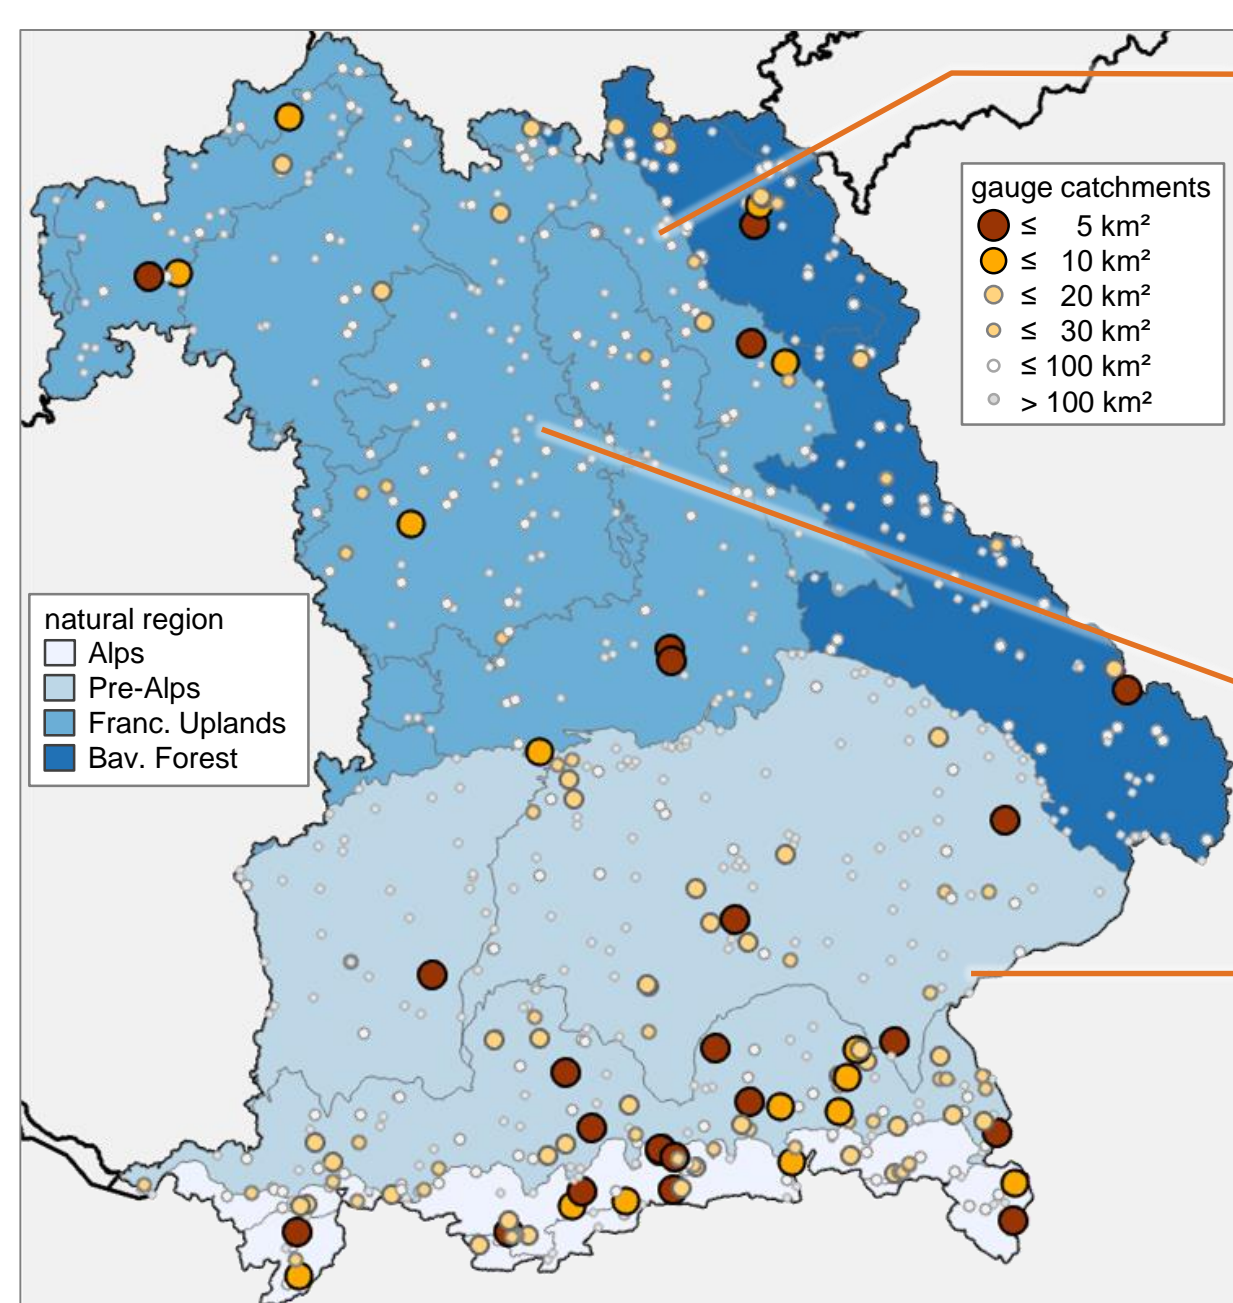 gauge catchments
≤ 5 km²
≤ 10 km²
≤ 20 km²
≤ 30 km²
≤ 100 km²
> 100 km²
natural region
Alps
Pre-Alps
Franc. Uplands
Bav. Forest